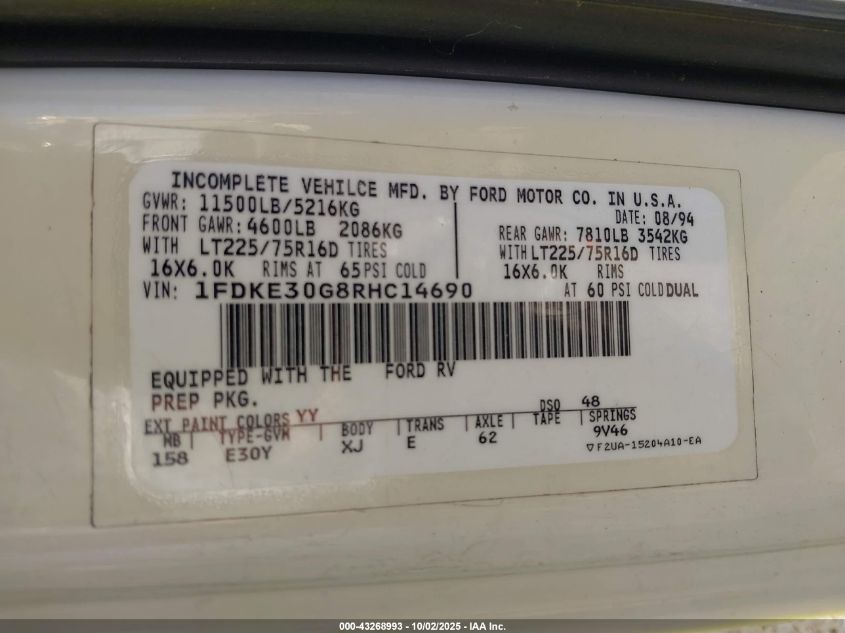 INCOMPLETE VEHILCE MFD. BY FORD MOTOR CO. IN U.S.A.
GVWR: 11500LB/5216KG
DATE: 08/94
FRONT GAWR: 4600LB 2086KG
REAR GAWR: 7810LB 3542KG
WITH LT225/75R16D TIRES
WITH LT225/75R16D TIRES
16X6.0K RIMS AT 65PSI COLD
16X6.0K RIMS
VIN: 1FDKE30G8RHC14690
AT 60 PSI COLD DUAL
EQUIPPED WITH THE FORD RV
PREP PKG.
DSO 48
EXT PAINT COLORS YY
WB | TYPE-GVW | BODY | TRANS | AXLE | TAPE | SPRINGS
158 E30Y XJ E 62 9V46
▽F2UA-15204A10-EA
000-43268993 - 10/02/2025 - IAA Inc.